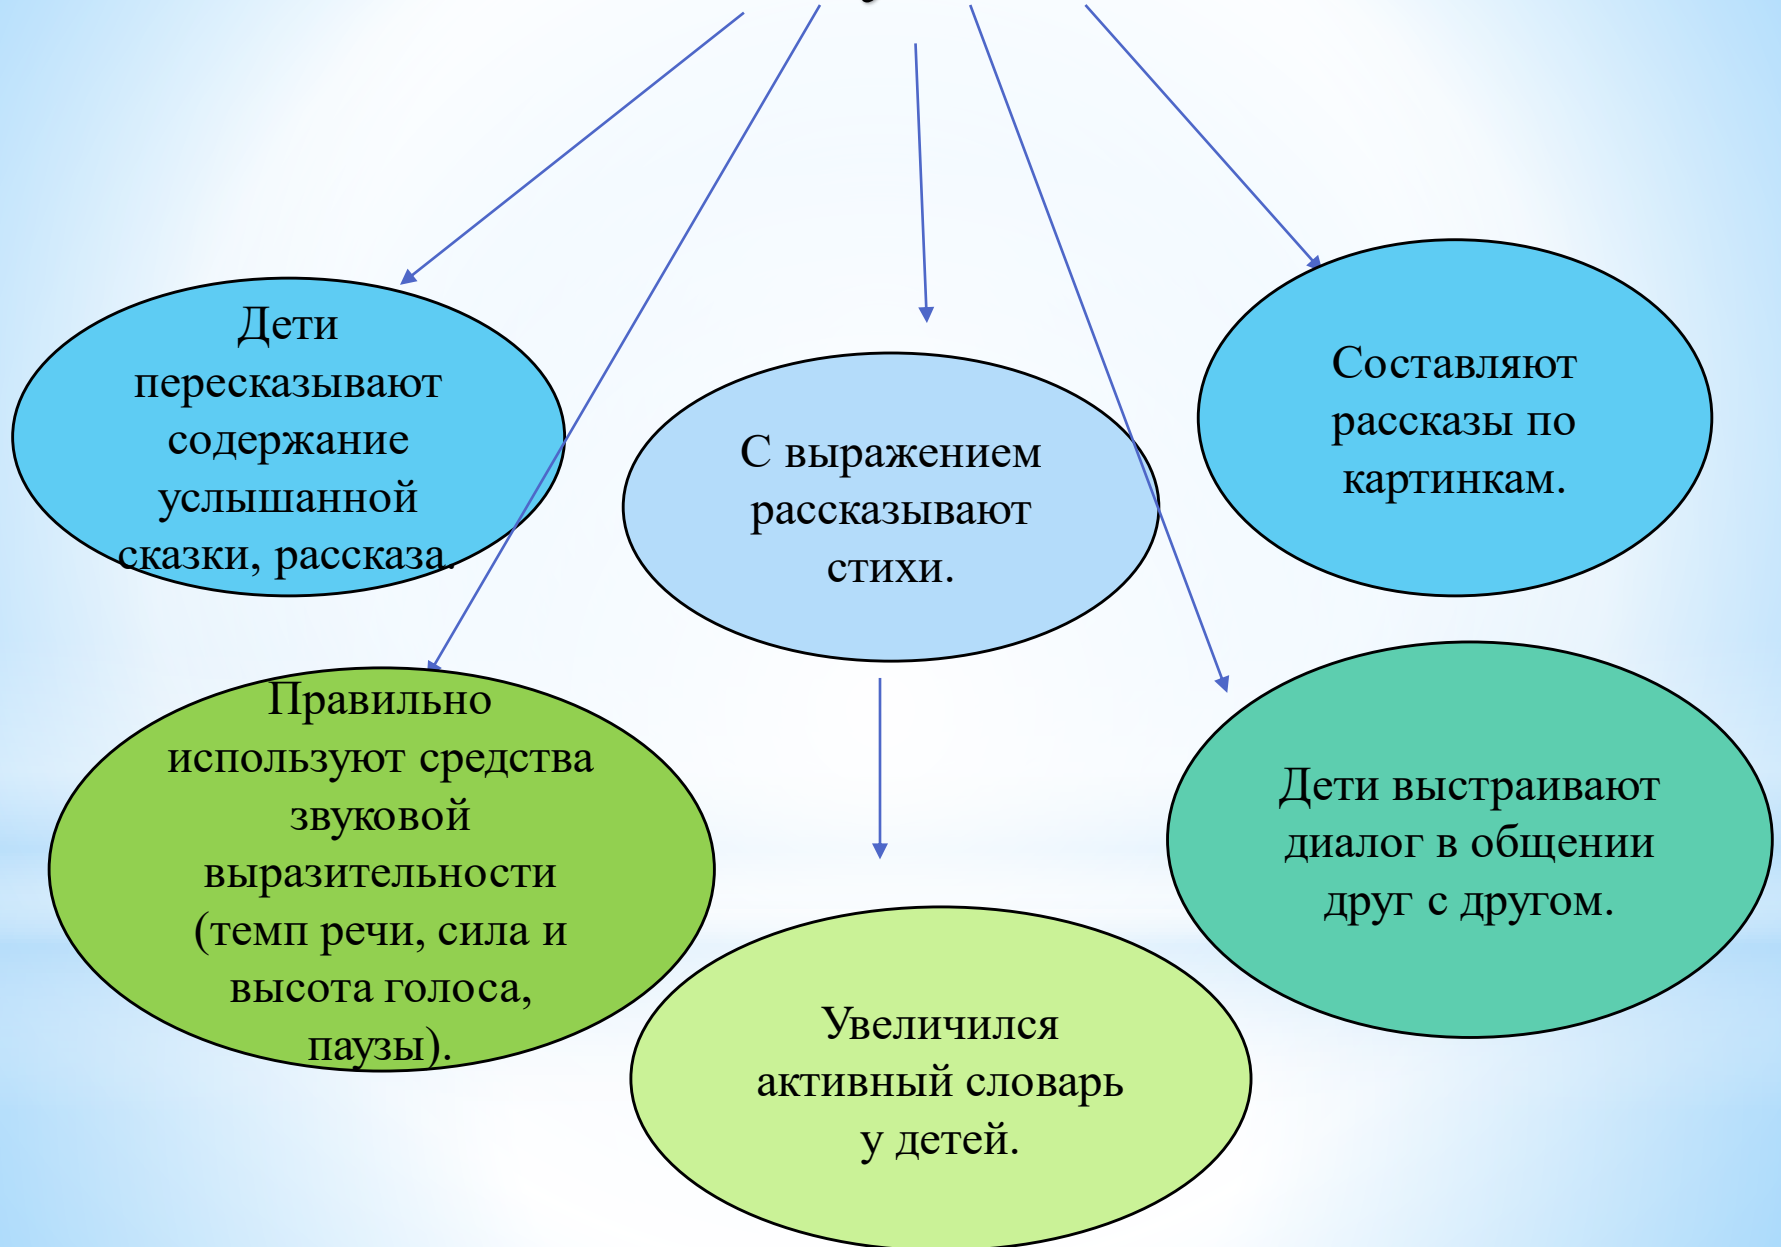 Дети
пересказывают
содержание
услышанной
сказки, рассказа.
С выражением
рассказывают
стихи.
Составляют
рассказы по
картинкам.
Правильно
используют средства
звуковой
выразительности
(темп речи, сила и
высота голоса,
паузы).
Дети выстраивают
диалог в общении
друг с другом.
Увеличился
активный словарь
у детей.